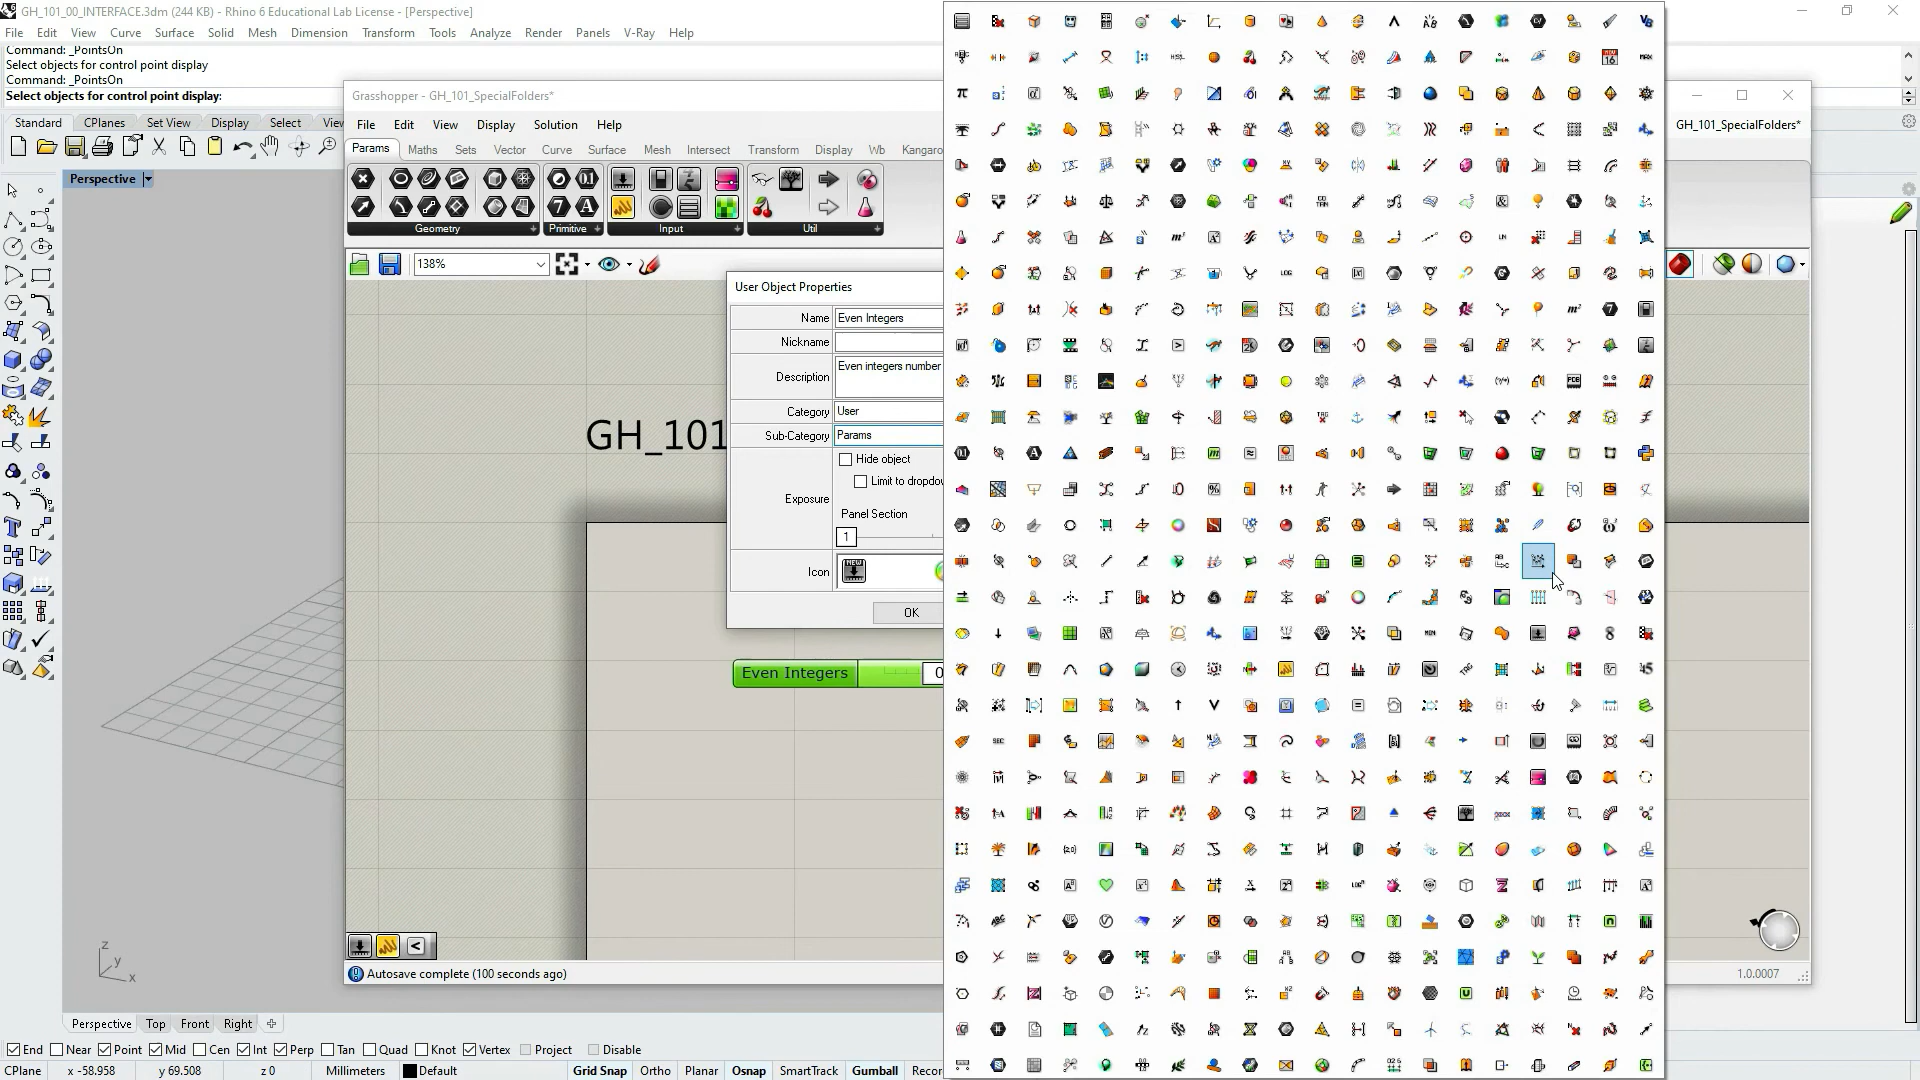 GH_101_00_INTERFACE.3dm (244 KB) - Rhino 6 Educational Lab License - [Perspective]
File Edit View Curve Surface Solid Mesh Dimension Transform Tools Analyze Render Panels V-Ray Help
Command: _PointsOn
Select objects for control point display
Command: _PointsOn
Select objects for control point display:
Standard CPlanes Set View Display Select
Perspective
Grasshopper - GH_101_SpecialFolders*
File Edit View Display Solution Help
GH_101_SpecialFolders*
Params Maths Sets Vector Curve Surface Mesh Intersect Transform Display Wb Kangaro
Geometry Primitive Input Util
138%
User Object Properties
Name Even Integers
Nickname
Description Even integers number
Category User
Sub-Category Params
Exposure
Hide object
Limit to dropdow
Panel Section
1
Icon
NEW
OK
GH_101
Even Integers 0
Autosave complete (100 seconds ago)
1.0.0007
z
y
x
Perspective Top Front Right
End Near Point Mid Cen Int Perp Tan Quad Knot Vertex Project Disable
CPlane x -58.958 y 69.508 z 0 Millimeters Default Grid Snap Ortho Planar Osnap SmartTrack Gumball Recor